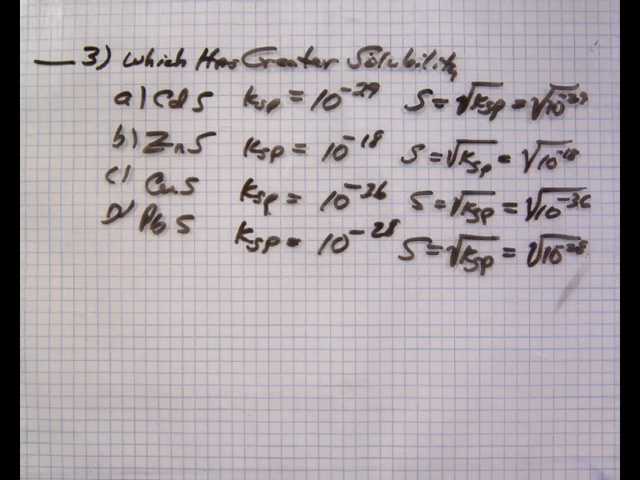 3) Which Has Greater Solubility
a) CdS Ksp = 10⁻²⁹ S = √Ksp = √10⁻²⁹
b) ZnS Ksp = 10⁻¹⁸ S = √Ksp = √10⁻¹⁸
c) CuS Ksp = 10⁻³⁶ S = √Ksp = √10⁻³⁶
D) PbS Ksp = 10⁻²⁸ S = √Ksp = √10⁻²⁸